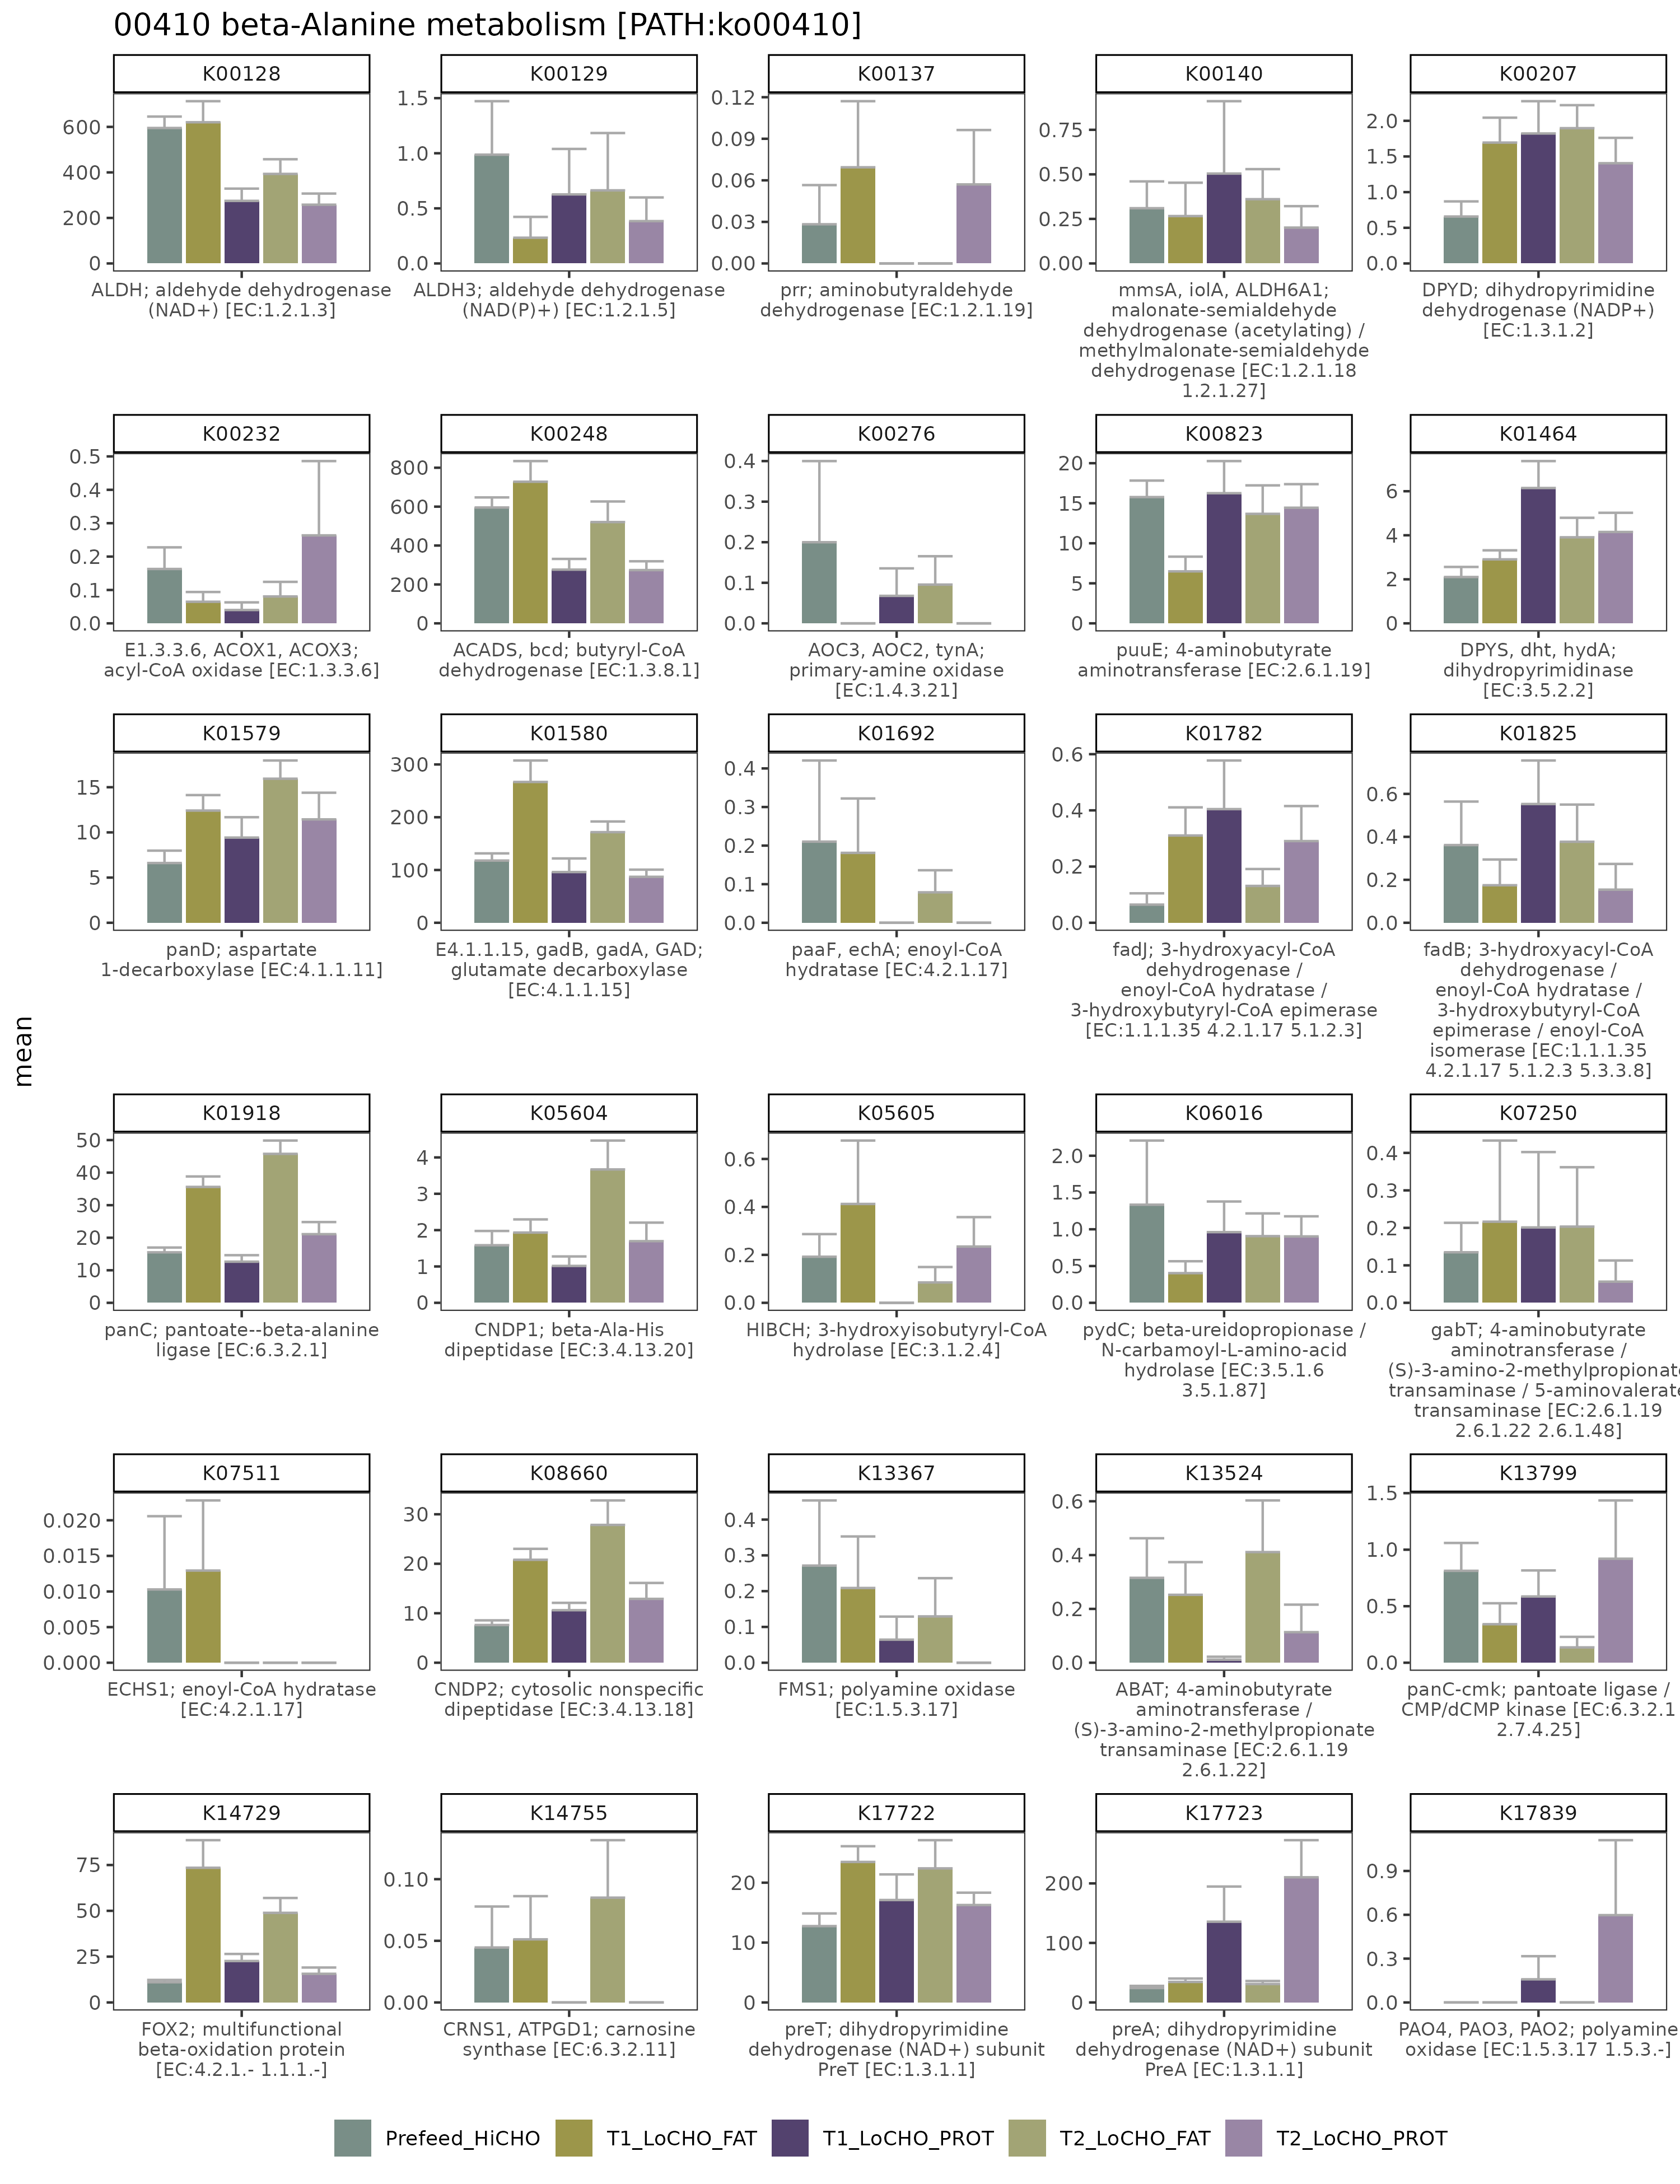 00410 beta-Alanine metabolism [PATH:ko00410]
K00128
K00129
K00137
K00140
K00207
600
400
200
0
1.5
1.0
0.5
0.0
0.12
0.09
0.06
0.03
0.00
0.75
0.50
0.25
0.00
2.0
1.5
1.0
0.5
0.0
ALDH; aldehyde dehydrogenase
(NAD+) [EC:1.2.1.3]
ALDH3; aldehyde dehydrogenase
(NAD(P)+) [EC:1.2.1.5]
prr; aminobutyraldehyde
dehydrogenase [EC:1.2.1.19]
mmsA, iolA, ALDH6A1;
malonate-semialdehyde
dehydrogenase (acetylating) /
methylmalonate-semialdehyde
dehydrogenase [EC:1.2.1.18
1.2.1.27]
DPYD; dihydropyrimidine
dehydrogenase (NADP+)
[EC:1.3.1.2]
K00232
K00248
K00276
K00823
K01464
0.5
0.4
0.3
0.2
0.1
0.0
800
600
400
200
0
0.4
0.3
0.2
0.1
0.0
20
15
10
5
0
6
4
2
0
E1.3.3.6, ACOX1, ACOX3;
acyl-CoA oxidase [EC:1.3.3.6]
ACADS, bcd; butyryl-CoA
dehydrogenase [EC:1.3.8.1]
AOC3, AOC2, tynA;
primary-amine oxidase
[EC:1.4.3.21]
puuE; 4-aminobutyrate
aminotransferase [EC:2.6.1.19]
DPYS, dht, hydA;
dihydropyrimidinase
[EC:3.5.2.2]
K01579
K01580
K01692
K01782
K01825
15
10
5
0
300
200
100
0
0.4
0.3
0.2
0.1
0.0
0.6
0.4
0.2
0.0
0.6
0.4
0.2
0.0
panD; aspartate
1-decarboxylase [EC:4.1.1.11]
E4.1.1.15, gadB, gadA, GAD;
glutamate decarboxylase
[EC:4.1.1.15]
paaF, echA; enoyl-CoA
hydratase [EC:4.2.1.17]
fadJ; 3-hydroxyacyl-CoA
dehydrogenase /
enoyl-CoA hydratase /
3-hydroxybutyryl-CoA epimerase
[EC:1.1.1.35 4.2.1.17 5.1.2.3]
fadB; 3-hydroxyacyl-CoA
dehydrogenase /
enoyl-CoA hydratase /
3-hydroxybutyryl-CoA
epimerase / enoyl-CoA
isomerase [EC:1.1.1.35
4.2.1.17 5.1.2.3 5.3.3.8]
mean
K01918
K05604
K05605
K06016
K07250
50
40
30
20
10
0
4
3
2
1
0
0.6
0.4
0.2
0.0
2.0
1.5
1.0
0.5
0.0
0.4
0.3
0.2
0.1
0.0
panC; pantoate--beta-alanine
ligase [EC:6.3.2.1]
CNDP1; beta-Ala-His
dipeptidase [EC:3.4.13.20]
HIBCH; 3-hydroxyisobutyryl-CoA
hydrolase [EC:3.1.2.4]
pydC; beta-ureidopropionase /
N-carbamoyl-L-amino-acid
hydrolase [EC:3.5.1.6
3.5.1.87]
gabT; 4-aminobutyrate
aminotransferase /
(S)-3-amino-2-methylpropionate
transaminase / 5-aminovalerate
transaminase [EC:2.6.1.19
2.6.1.22 2.6.1.48]
K07511
K08660
K13367
K13524
K13799
0.020
0.015
0.010
0.005
0.000
30
20
10
0
0.4
0.3
0.2
0.1
0.0
0.6
0.4
0.2
0.0
1.5
1.0
0.5
0.0
ECHS1; enoyl-CoA hydratase
[EC:4.2.1.17]
CNDP2; cytosolic nonspecific
dipeptidase [EC:3.4.13.18]
FMS1; polyamine oxidase
[EC:1.5.3.17]
ABAT; 4-aminobutyrate
aminotransferase /
(S)-3-amino-2-methylpropionate
transaminase [EC:2.6.1.19
2.6.1.22]
panC-cmk; pantoate ligase /
CMP/dCMP kinase [EC:6.3.2.1
2.7.4.25]
K14729
K14755
K17722
K17723
K17839
75
50
25
0
0.10
0.05
0.00
20
10
0
200
100
0
0.9
0.6
0.3
0.0
FOX2; multifunctional
beta-oxidation protein
[EC:4.2.1.- 1.1.1.-]
CRNS1, ATPGD1; carnosine
synthase [EC:6.3.2.11]
preT; dihydropyrimidine
dehydrogenase (NAD+) subunit
PreT [EC:1.3.1.1]
preA; dihydropyrimidine
dehydrogenase (NAD+) subunit
PreA [EC:1.3.1.1]
PAO4, PAO3, PAO2; polyamine
oxidase [EC:1.5.3.17 1.5.3.-]
Prefeed_HiCHO
T1_LoCHO_FAT
T1_LoCHO_PROT
T2_LoCHO_FAT
T2_LoCHO_PROT